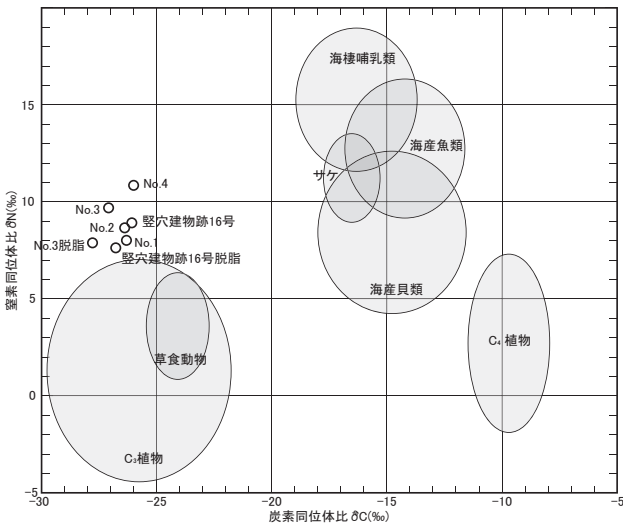 海棲哺乳類
15
海産魚類
サケ
No.4
10
No.3
竪穴建物跡16号
No.2
No.3脱脂
No.1
竪穴建物跡16号脱脂
海産貝類
5
C₄ 植物
草食動物
0
C₃植物
-5
-30
-25
-20
-15
-10
-5
炭素同位体比 δC(‰)
窒素同位体比 δN(‰)